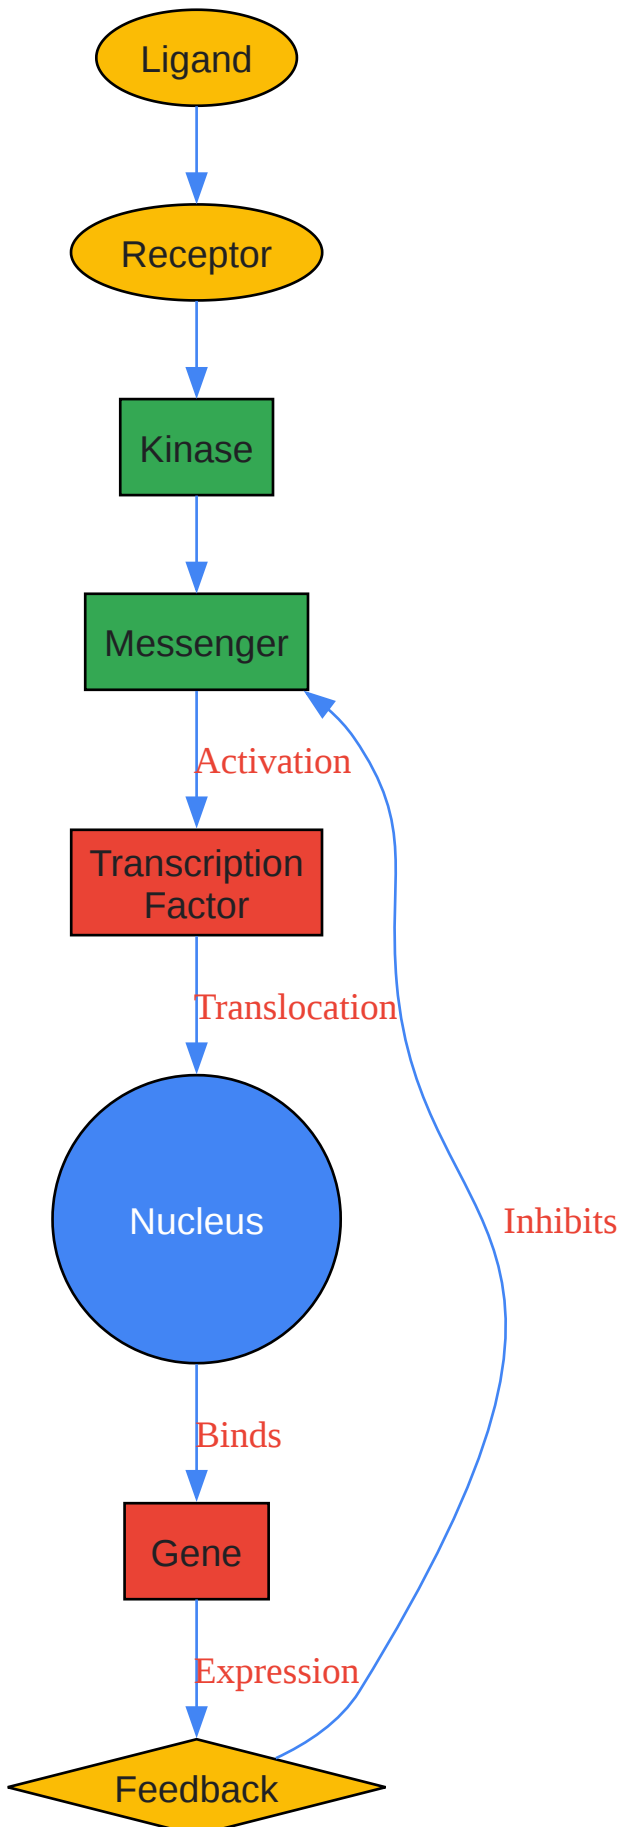 Ligand
Receptor
Kinase
Messenger
Activation
Transcription
Factor
Translocation
Nucleus
Inhibits
Binds
Gene
Expression
Feedback